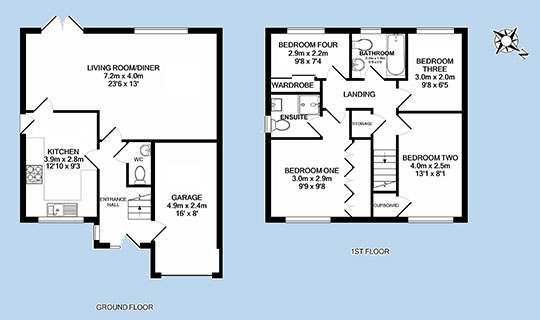 LIVING ROOM/DINER
7.2m x 4.0m
23'6 x 13'
KITCHEN
3.9m x 2.8m
12'10 x 9'3
WC
ENTRANCE
HALL
GARAGE
4.9m x 2.4m
16' x 8'
GROUND FLOOR
BEDROOM FOUR
2.9m x 2.2m
9'8 x 7'4
WARDROBE
BATHROOM
BEDROOM
THREE
3.0m x 2.0m
9'8 x 6'5
LANDING
ENSUITE
STORAGE
BEDROOM ONE
3.0m x 2.9m
9'9 x 9'8
BEDROOM TWO
4.0m x 2.5m
13'1 x 8'1
CUPBOARD
1ST FLOOR